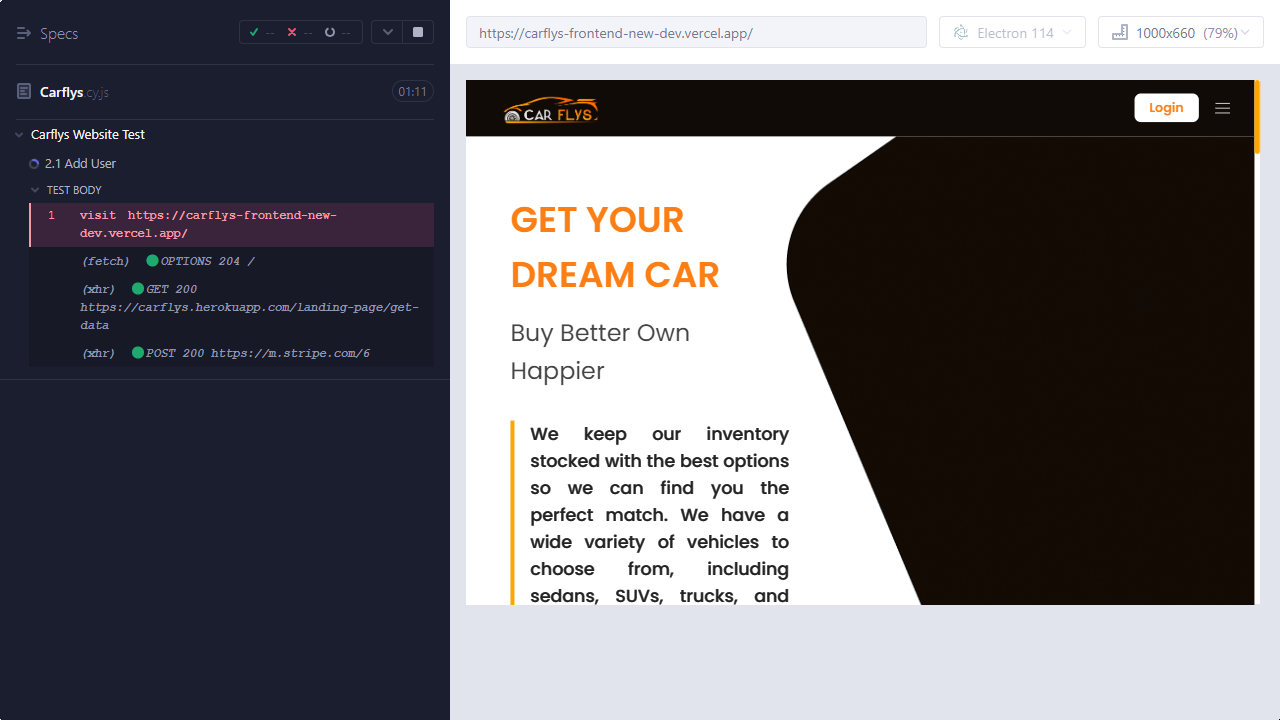 Specs
-- -- --
Carflys.cy.js
01:11
Carflys Website Test
2.1 Add User
TEST BODY
1 visit https://carflys-frontend-new-
dev.vercel.app/
(fetch) OPTIONS 204 /
(xhr) GET 200
https://carflys.herokuapp.com/landing-page/get-
data
(xhr) POST 200 https://m.stripe.com/6
https://carflys-frontend-new-dev.vercel.app/
Electron 114
1000x660 (79%)
CAR FLYS
Login
GET YOUR
DREAM CAR
Buy Better Own
Happier
We keep our inventory
stocked with the best options
so we can find you the
perfect match. We have a
wide variety of vehicles to
choose from, including
sedans, SUVs, trucks, and